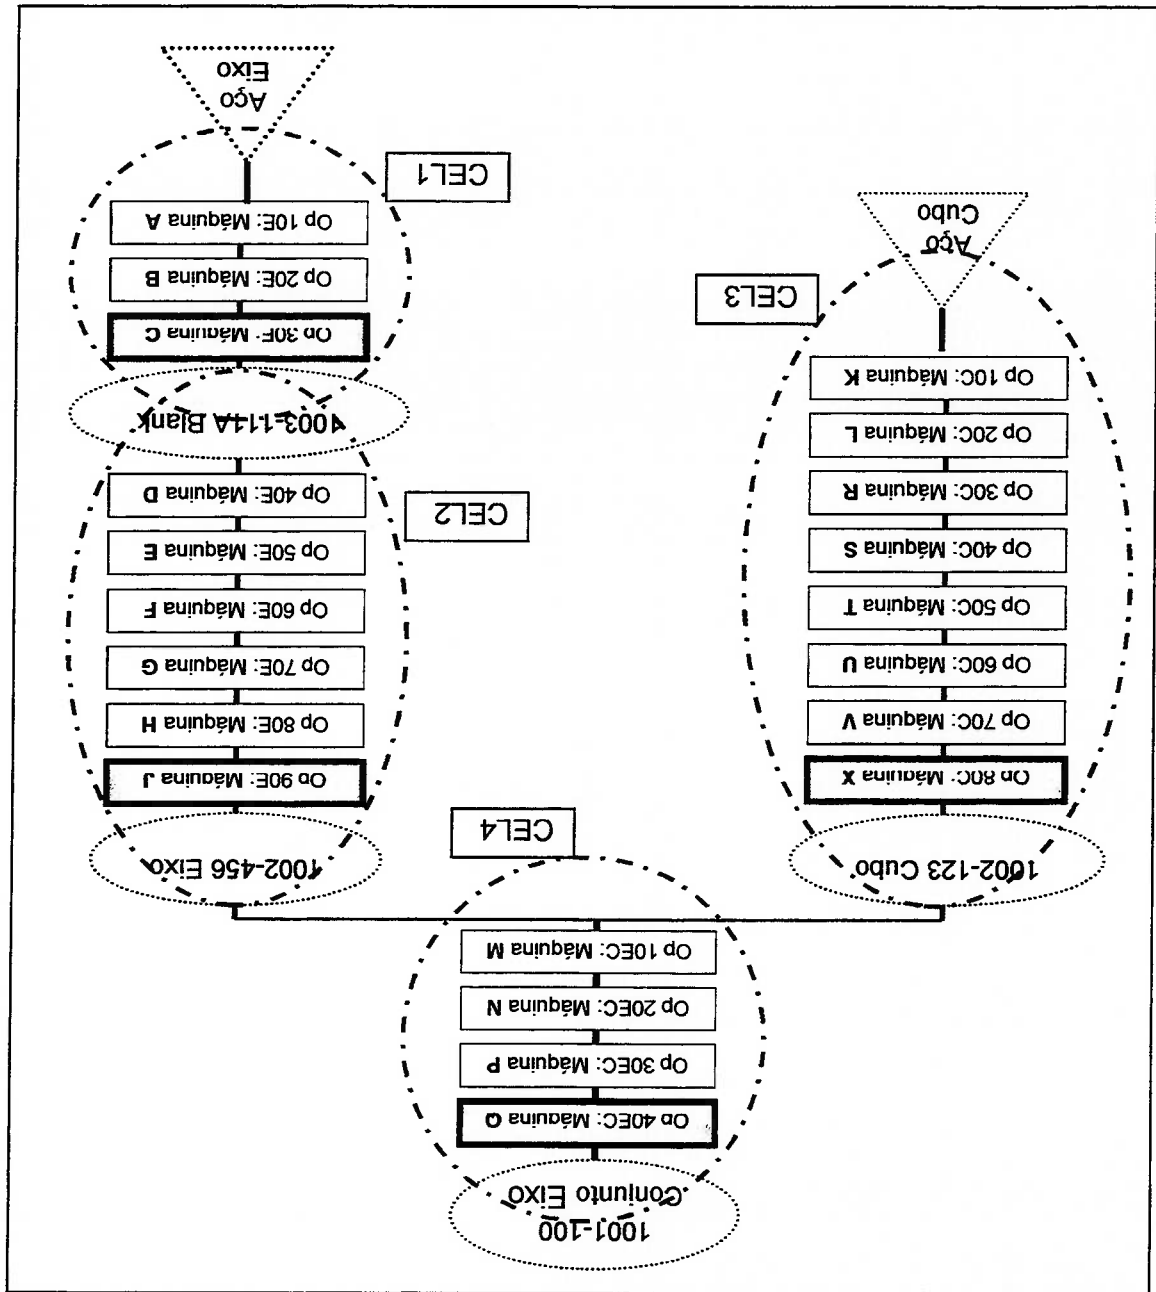 1001-100
Conjunto Eixo
Op 40EC: Máquina Q
Op 30EC: Máquina P
Op 20EC: Máquina N
Op 10EC: Máquina M
CEL4
1002-123 Cubo
Op 80C: Máquina X
Op 70C: Máquina V
Op 60C: Máquina U
Op 50C: Máquina T
Op 40C: Máquina S
Op 30C: Máquina R
Op 20C: Máquina L
Op 10C: Máquina K
CEL3
Aço
Cubo
1002-456 Eixo
Op 90E: Máquina J
Op 80E: Máquina H
Op 70E: Máquina G
Op 60E: Máquina F
Op 50E: Máquina E
Op 40E: Máquina D
CEL2
1003-111A Blank
Op 30E: Máquina C
Op 20E: Máquina B
Op 10E: Máquina A
CEL1
Aço
Eixo